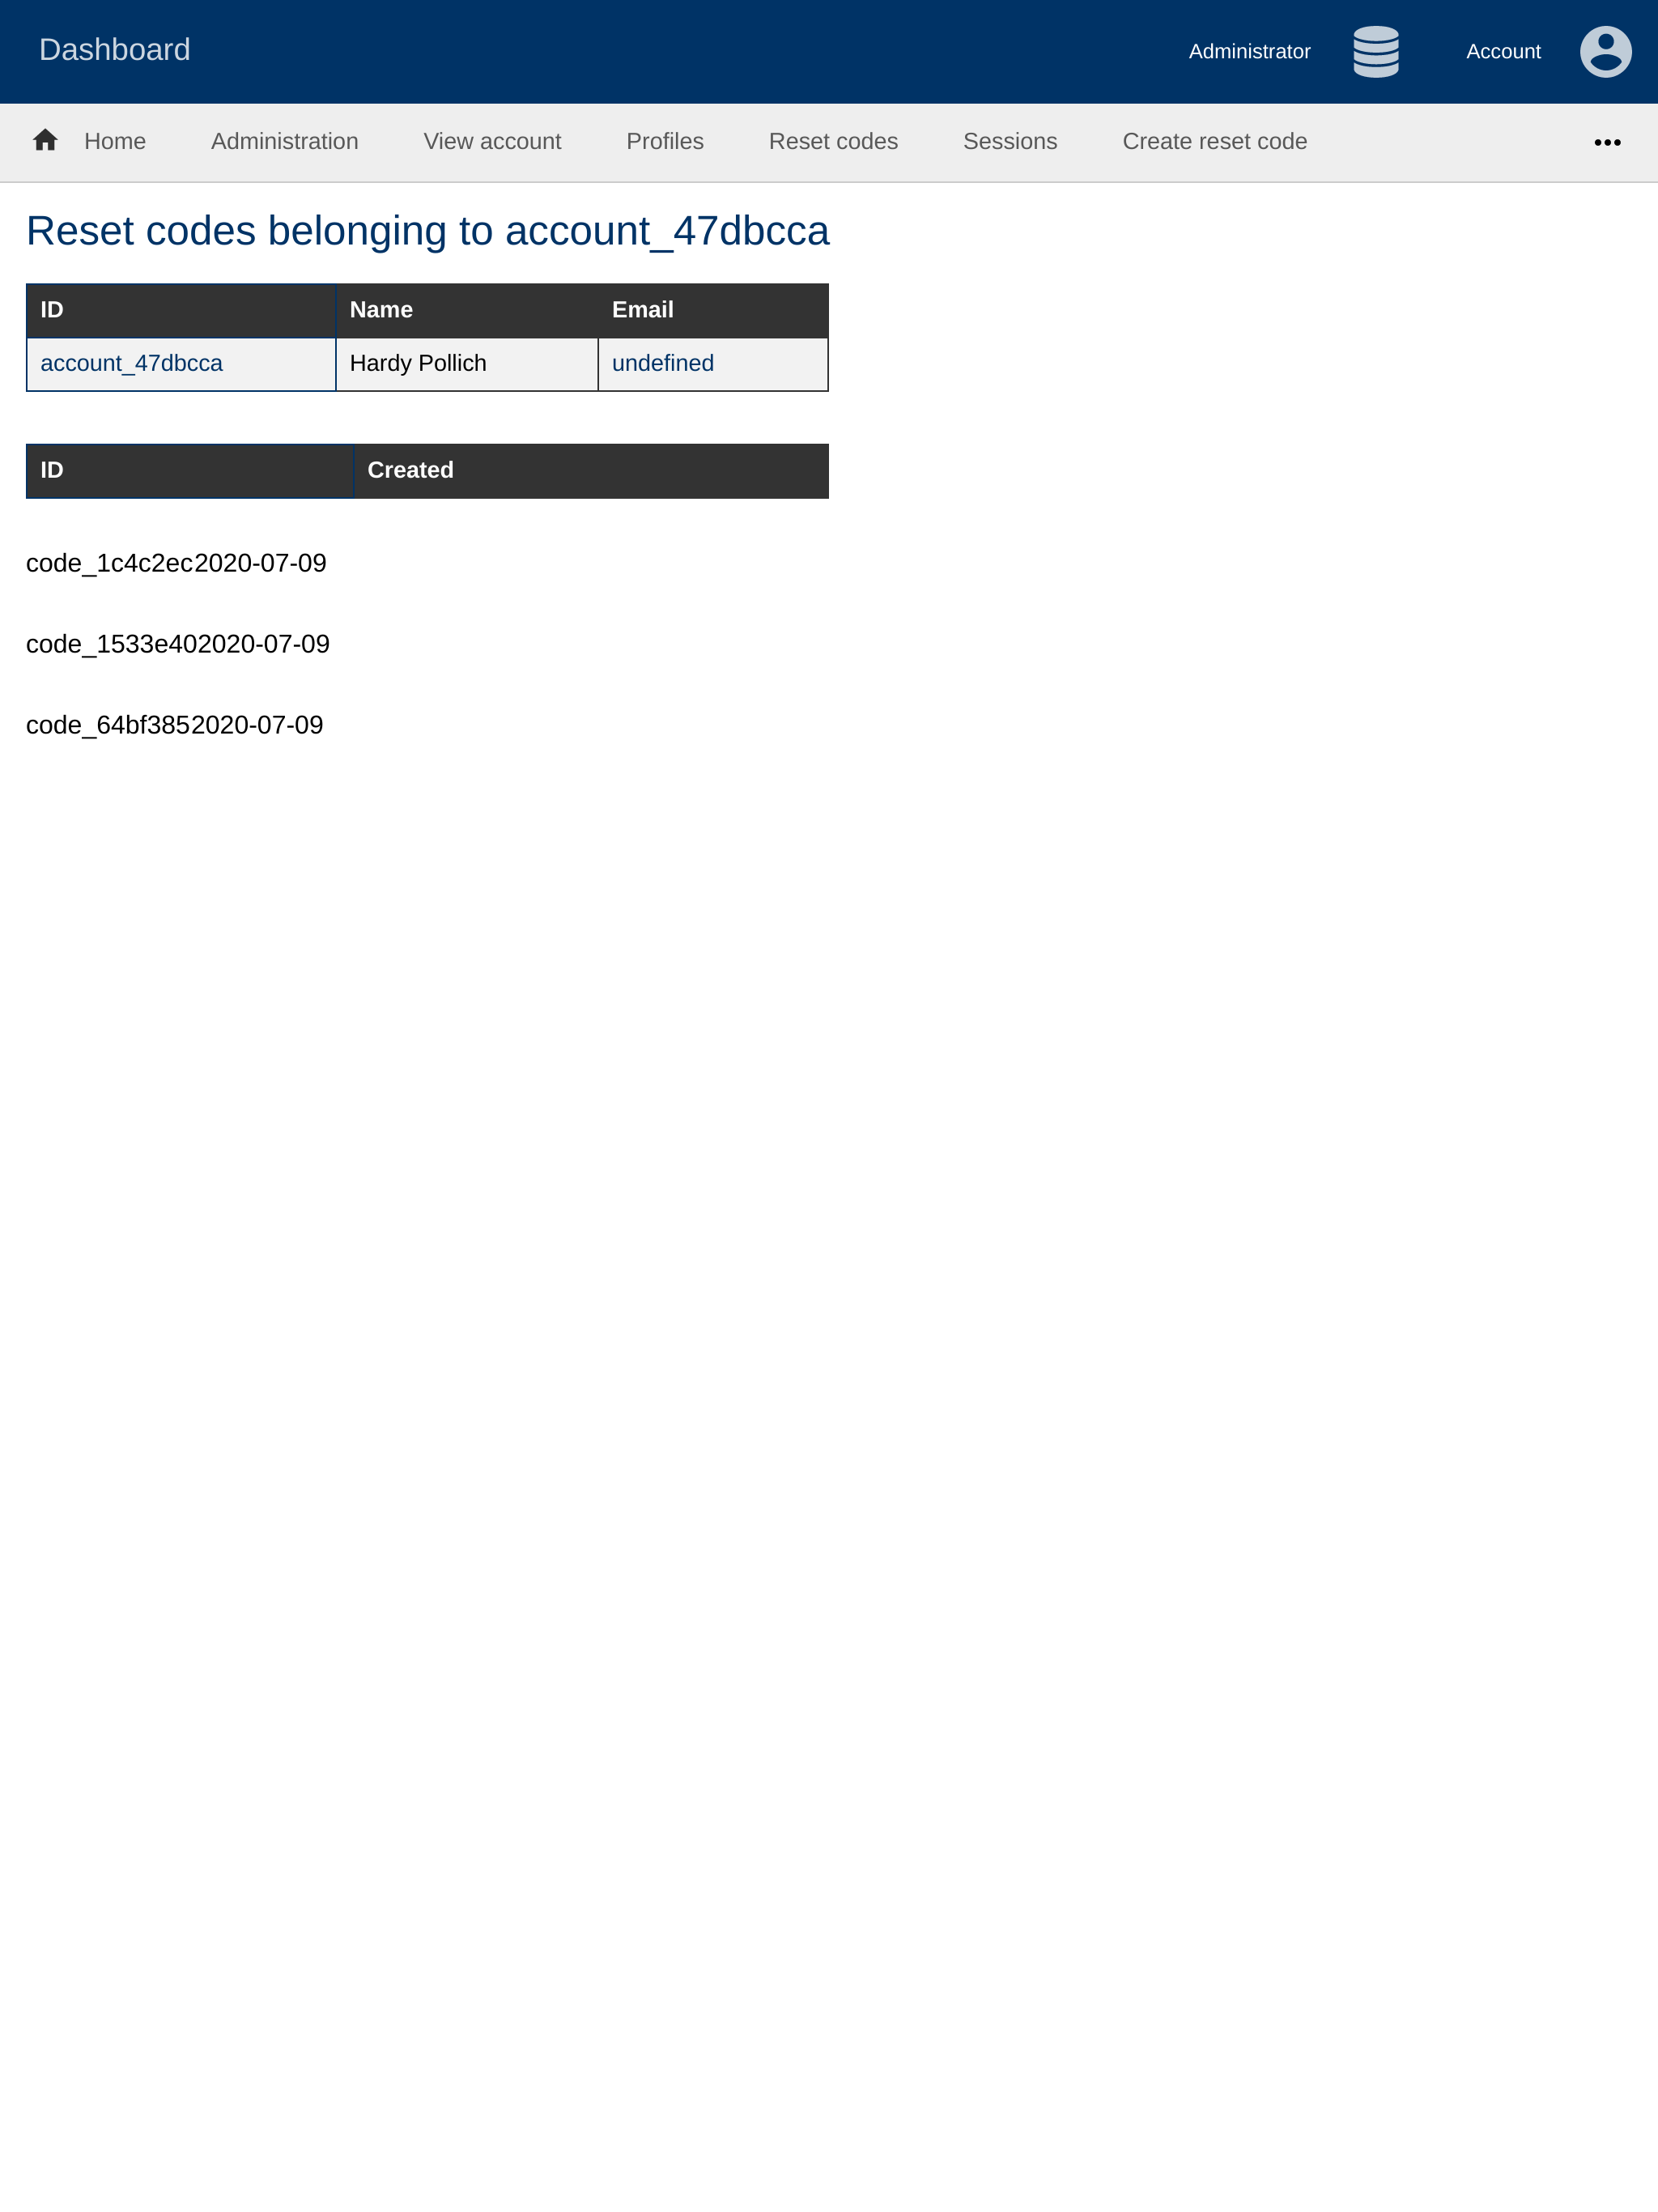 Dashboard Administrator Account
Home Administration View account Profiles Reset codes Sessions Create reset code •••
Reset codes belonging to account_47dbcca
ID Name Email
account_47dbcca Hardy Pollich undefined
ID Created
code_1c4c2ec2020-07-09
code_1533e402020-07-09
code_64bf3852020-07-09